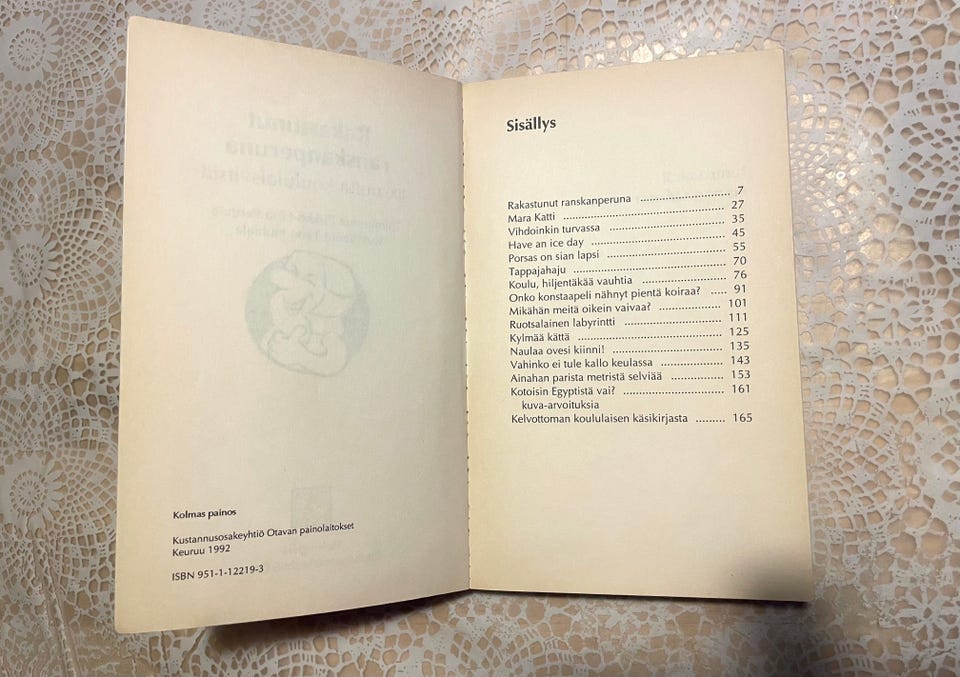 Kolmas painos
Kustannusosakeyhtiö Otavan painolaitokset
Keuruu 1992
ISBN 951-1-12219-3
Sisällys
Rakastunut ranskanperuna ........................... 7
Mara Katti ........................................................ 27
Vihdoinkin turvassa ....................................... 35
Have an ice day ............................................... 45
Porsas on sian lapsi ........................................ 55
Tappajahaju ..................................................... 70
Koulu, hiljentäkää vauhtia ........................... 76
Onko konstaapeli nähnyt pientä koiraa? ..... 91
Mikähän meitä oikein vaivaa? ..................... 101
Ruotsalainen labyrintti ................................. 111
Kylmää kättä .................................................. 125
Naulaa ovesi kiinni! ...................................... 135
Vahinko ei tule kallo keulassa ..................... 143
Ainahan parista metristä selviää ................. 153
Kotoisin Egyptistä vai? ................................. 161
kuva-arvoituksia
Kelvottoman koululaisen käsikirjasta ......... 165